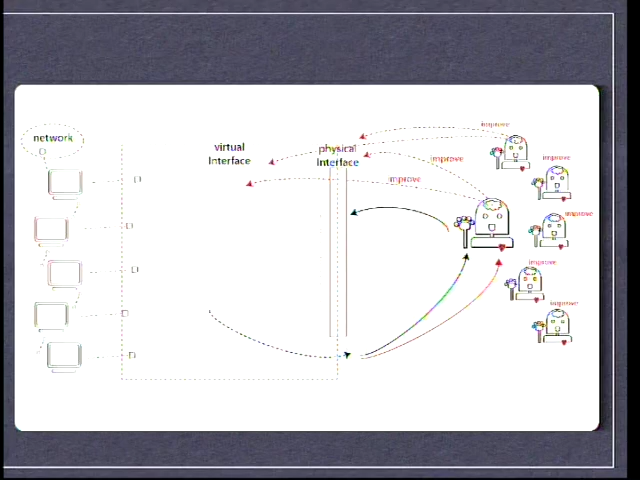 network
virtual
Interface
physical
Interface
improve
improve
improve
improve
improve
improve
improve